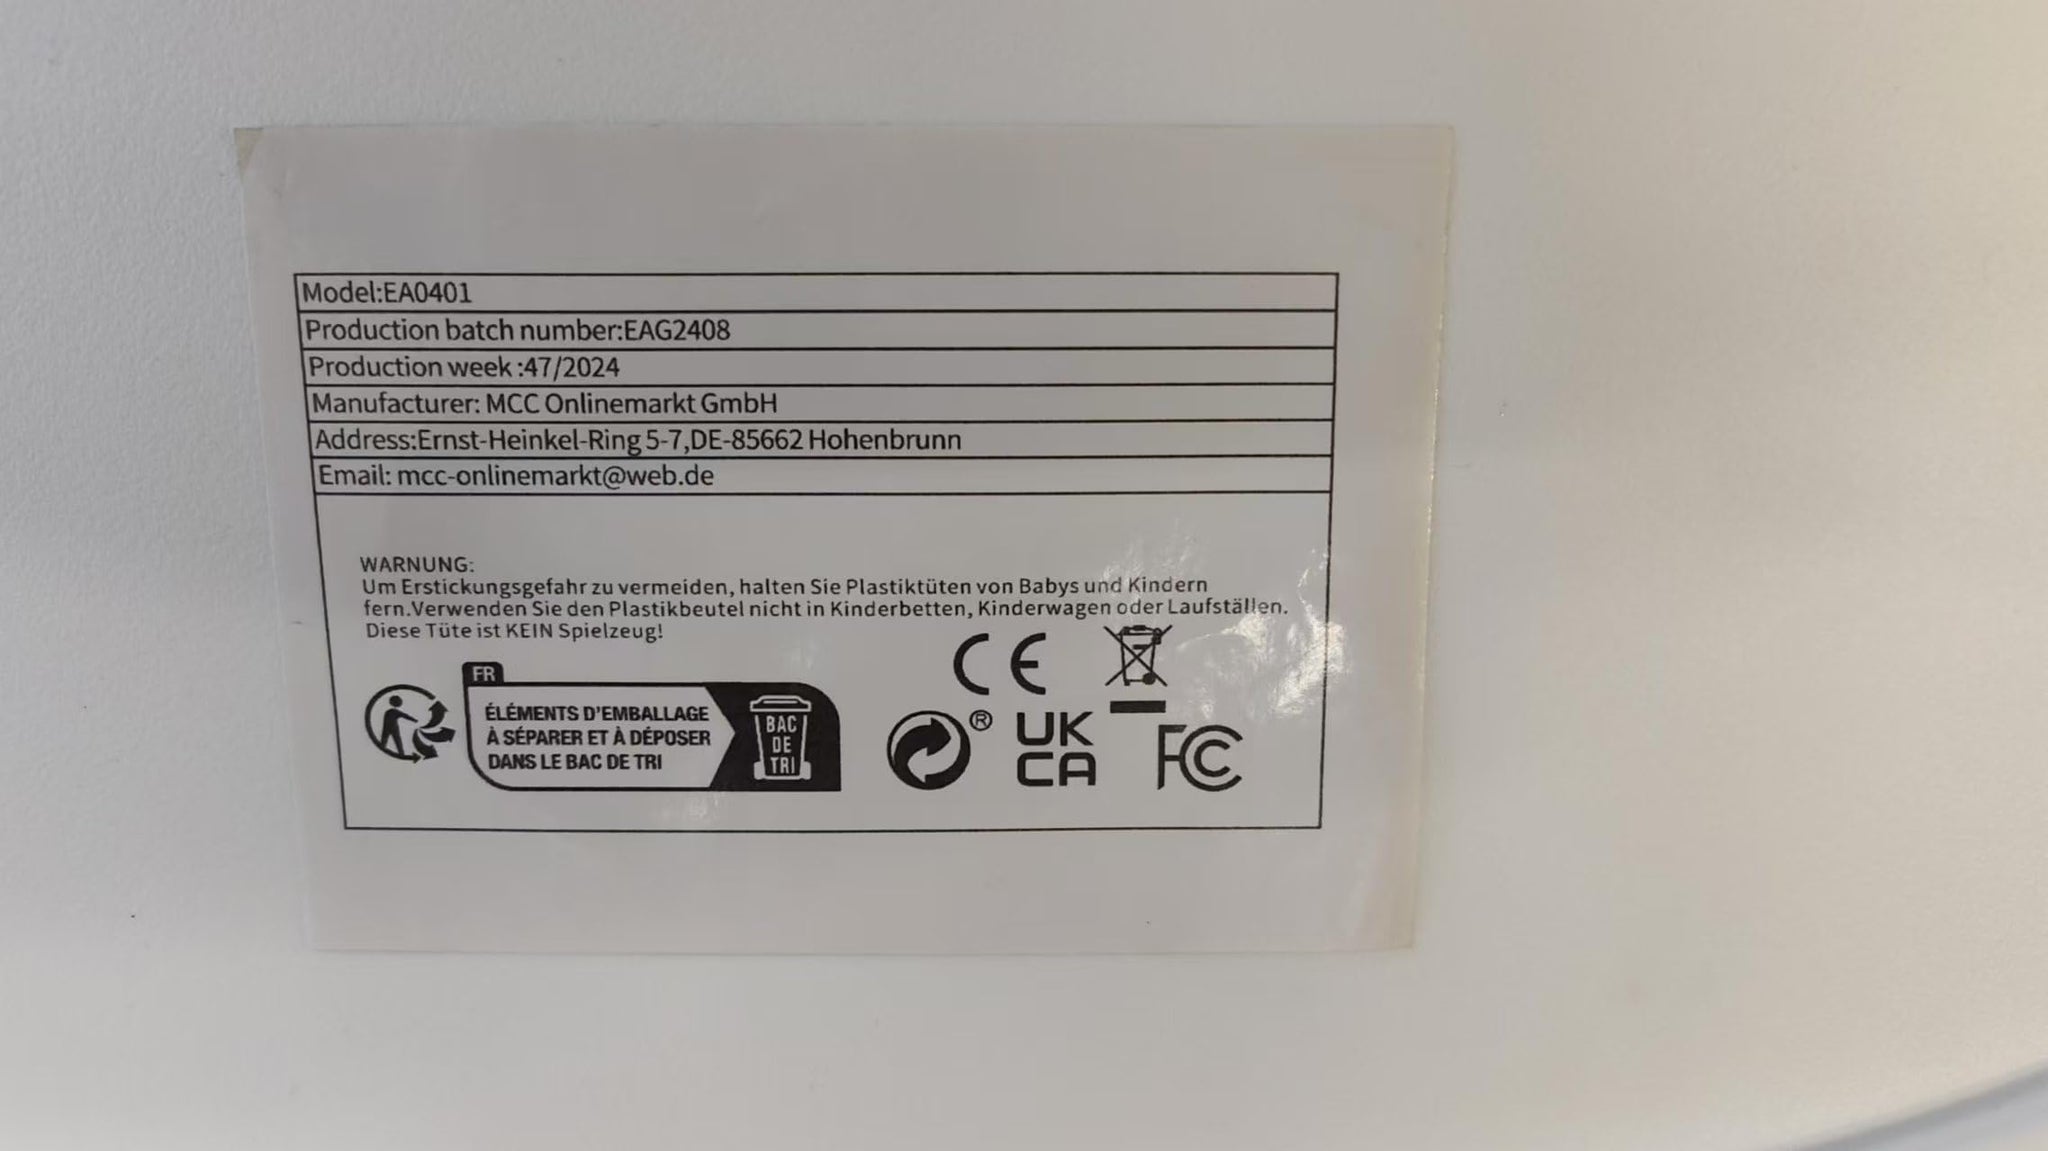 Model:EA0401
Production batch number:EAG2408
Production week :47/2024
Manufacturer: MCC Onlinemarkt GmbH
Address:Ernst-Heinkel-Ring 5-7,DE-85662 Hohenbrunn
Email: mcc-onlinemarkt@web.de
WARNUNG:
Um Erstickungsgefahr zu vermeiden, halten Sie Plastiktüten von Babys und Kindern
fern.Verwenden Sie den Plastikbeutel nicht in Kinderbetten, Kinderwagen oder Laufställen.
Diese Tüte ist KEIN Spielzeug!
CE
FR
ÉLÉMENTS D'EMBALLAGE
À SÉPARER ET À DÉPOSER
DANS LE BAC DE TRI
BAC
DE
TRI
®
UK
CA
FC